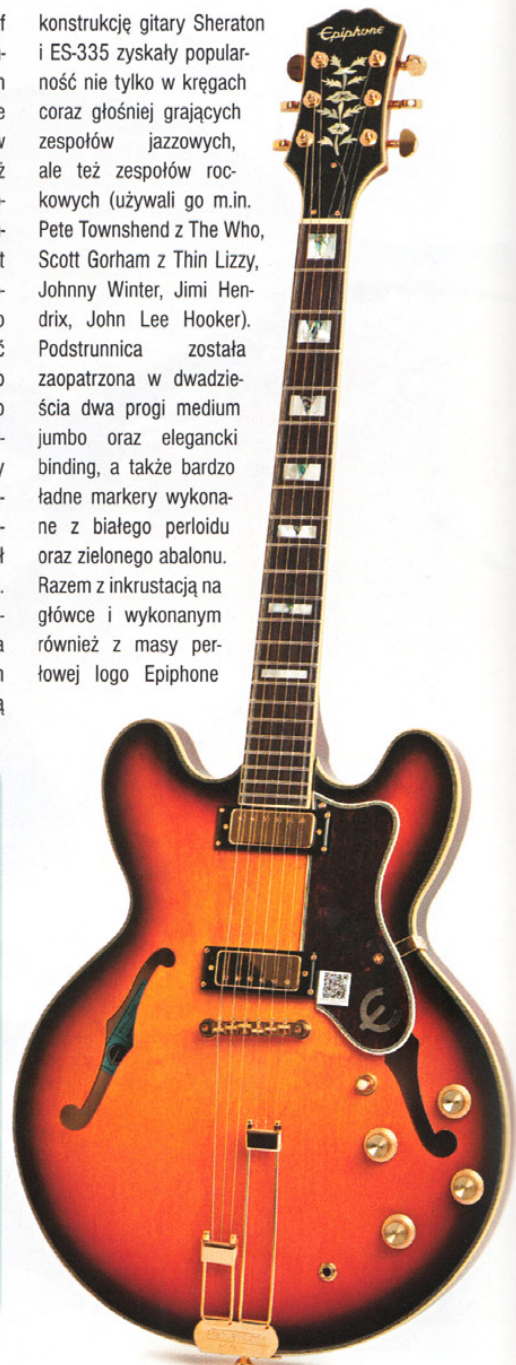 konstrukcję gitary Sheraton
i ES-335 zyskały popular-
ność nie tylko w kręgach
coraz głośniej grających
zespołów jazzowych,
ale też zespołów roc-
kowych (używali go m.in.
Pete Townshend z The Who,
Scott Gorham z Thin Lizzy,
Johnny Winter, Jimi Hen-
drix, John Lee Hooker).
Podstrunnica została
zaopatrzona w dwadzie-
ścia dwa progi medium
jumbo oraz elegancki
binding, a także bardzo
ładne markery wykona-
ne z białego perloidu
oraz zielonego abalonu.
Razem z inkrustacją na
główce i wykonanym
również z masy per-
łowej logo Epiphone
Epiphone